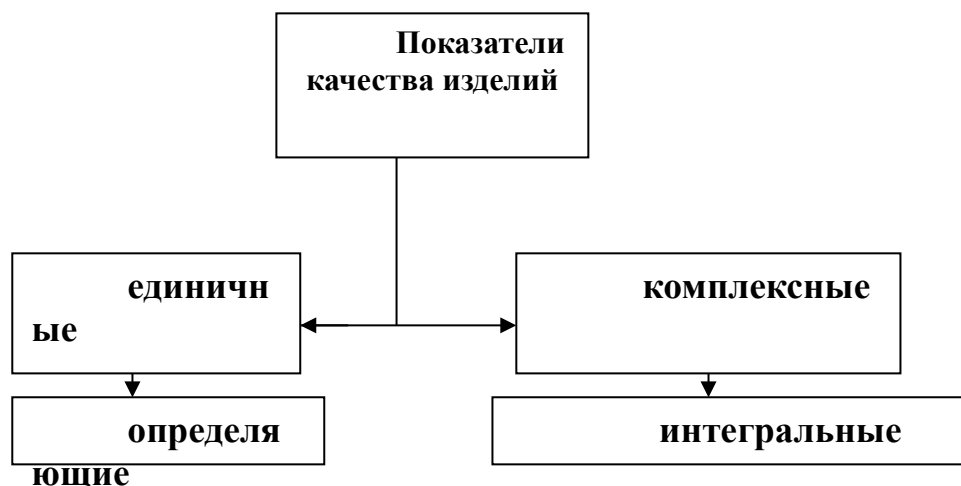 Показатели
качества изделий
единичн
ые
комплексные
определя
ющие
интегральные